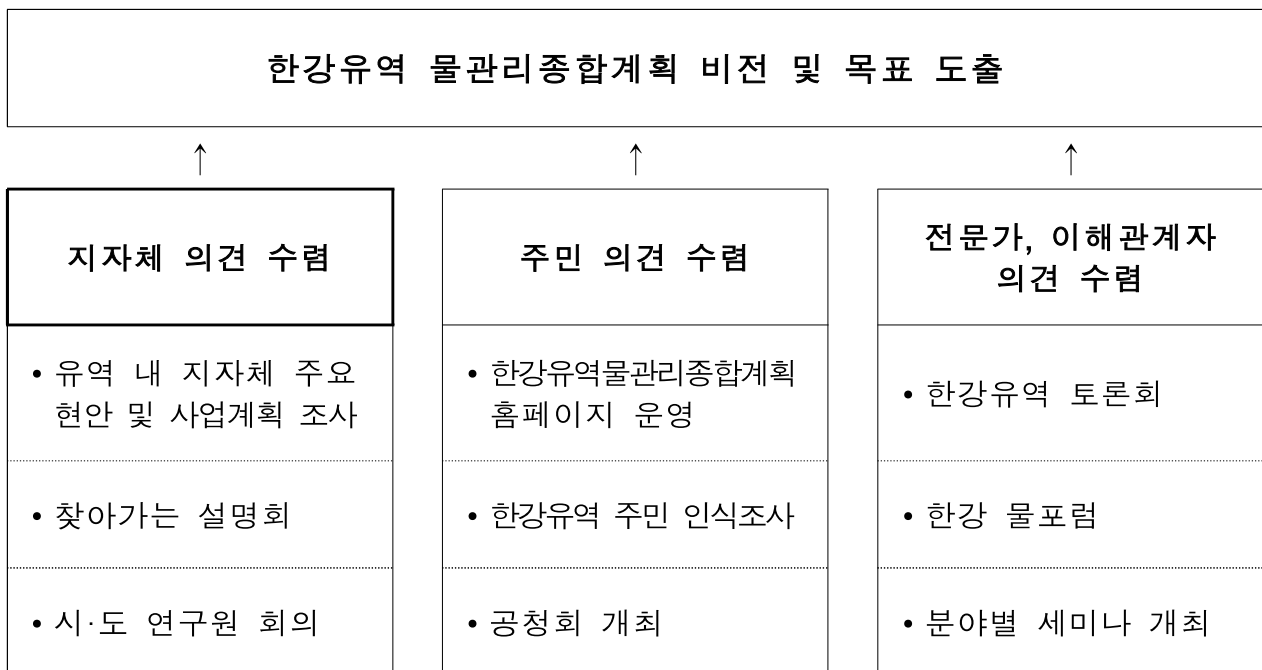 한강유역 물관리종합계획 비전 및 목표 도출
↑ ↑ ↑
지자체 의견 수렴
• 유역 내 지자체 주요
현안 및 사업계획 조사
• 찾아가는 설명회
• 시·도 연구원 회의
주민 의견 수렴
• 한강유역물관리종합계획
홈페이지 운영
• 한강유역 주민 인식조사
• 공청회 개최
전문가, 이해관계자
의견 수렴
• 한강유역 토론회
• 한강 물포럼
• 분야별 세미나 개최